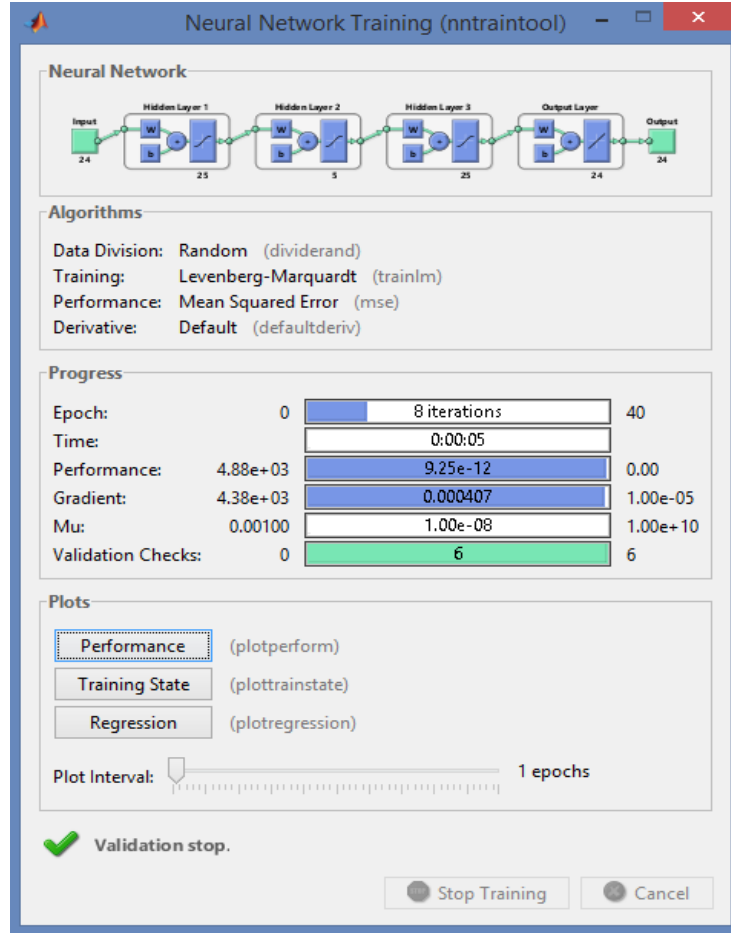 Neural Network Training (nntraintool)
Neural Network
Hidden Layer 1 Hidden Layer 2 Hidden Layer 3 Output Layer
Input Output
W W W W
+ + + +
b b b b
24 25 5 25 24 24
Algorithms
Data Division: Random (dividerand)
Training: Levenberg-Marquardt (trainlm)
Performance: Mean Squared Error (mse)
Derivative: Default (defaultderiv)
Progress
Epoch: 0 8 iterations 40
Time: 0:00:05
Performance: 4.88e+03 9.25e-12 0.00
Gradient: 4.38e+03 0.000407 1.00e-05
Mu: 0.00100 1.00e-08 1.00e+10
Validation Checks: 0 6 6
Plots
Performance (plotperform)
Training State (plottrainstate)
Regression (plotregression)
Plot Interval: 1 epochs
Validation stop.
Stop Training Cancel